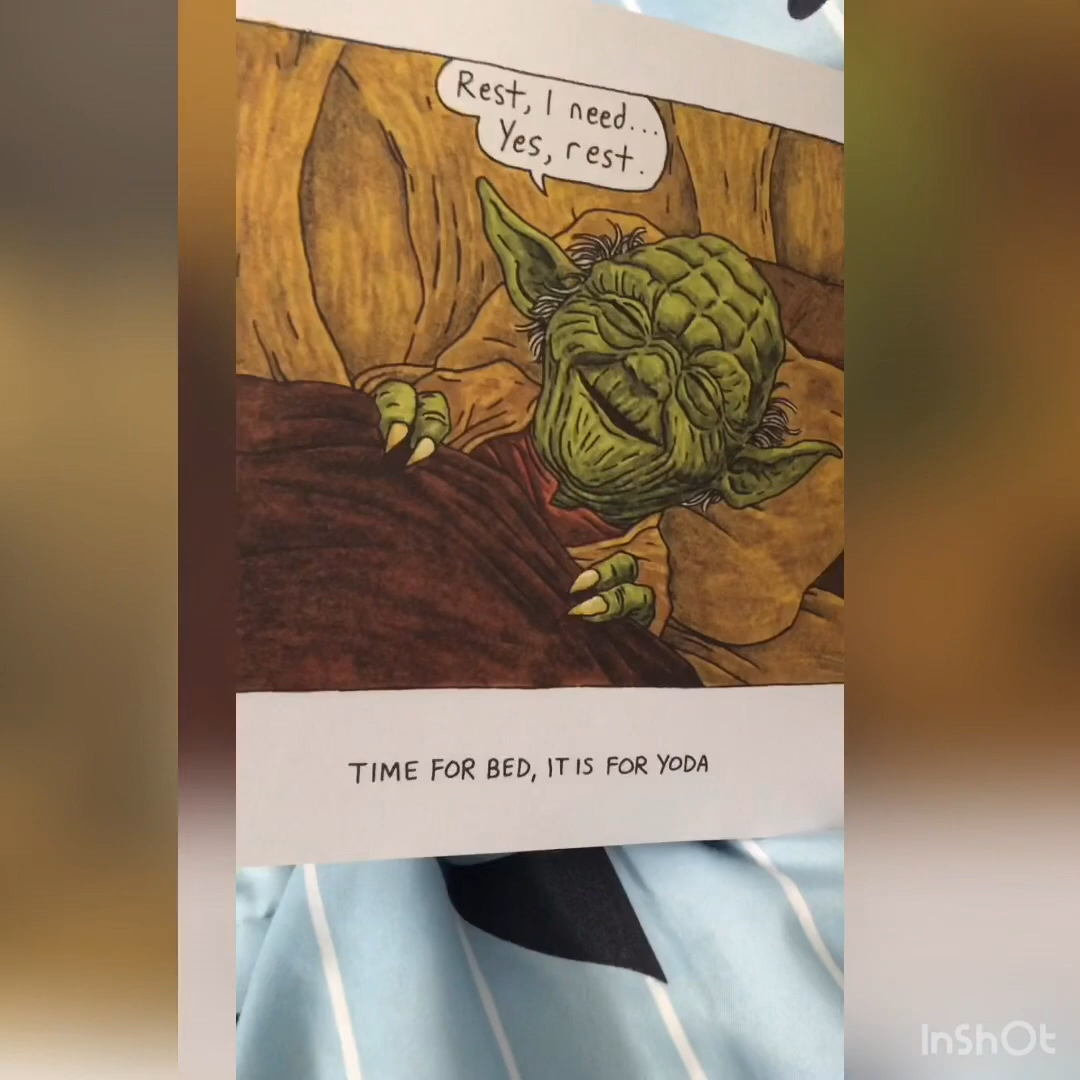 Rest, I need...
Yes, rest.
TIME FOR BED, IT IS FOR YODA
InShOt